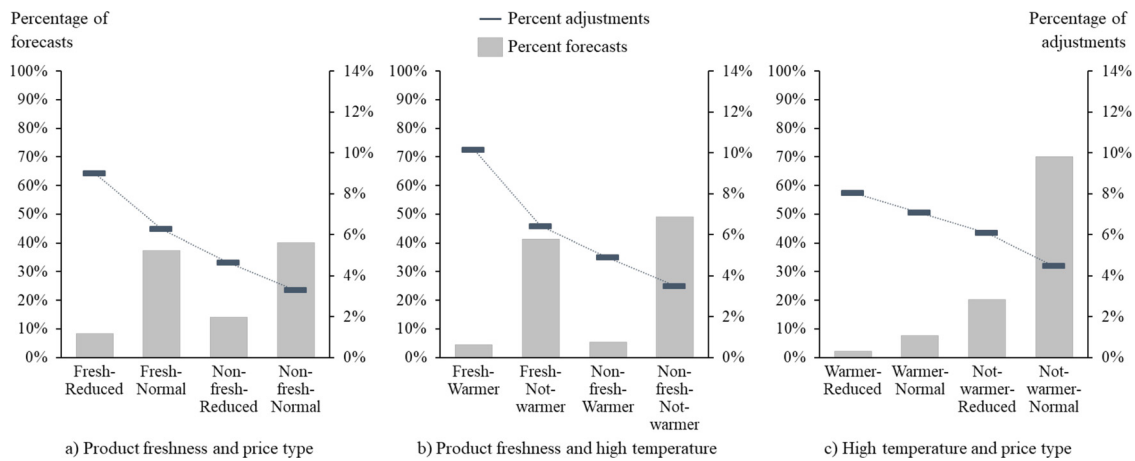 Percentage of
forecasts
Percent adjustments
Percent forecasts
Percentage of
adjustments
100%
90%
80%
70%
60%
50%
40%
30%
20%
10%
0%
14%
12%
10%
8%
6%
4%
2%
0%
Fresh-
Reduced
Fresh-
Normal
Non-
fresh-
Reduced
Non-
fresh-
Normal
a) Product freshness and price type
100%
90%
80%
70%
60%
50%
40%
30%
20%
10%
0%
14%
12%
10%
8%
6%
4%
2%
0%
Fresh-
Warmer
Fresh-
Not-
warmer
Non-
fresh-
Warmer
Non-
fresh-
Not-
warmer
b) Product freshness and high temperature
100%
90%
80%
70%
60%
50%
40%
30%
20%
10%
0%
14%
12%
10%
8%
6%
4%
2%
0%
Warmer-
Reduced
Warmer-
Normal
Not-
warmer-
Reduced
Not-
warmer-
Normal
c) High temperature and price type